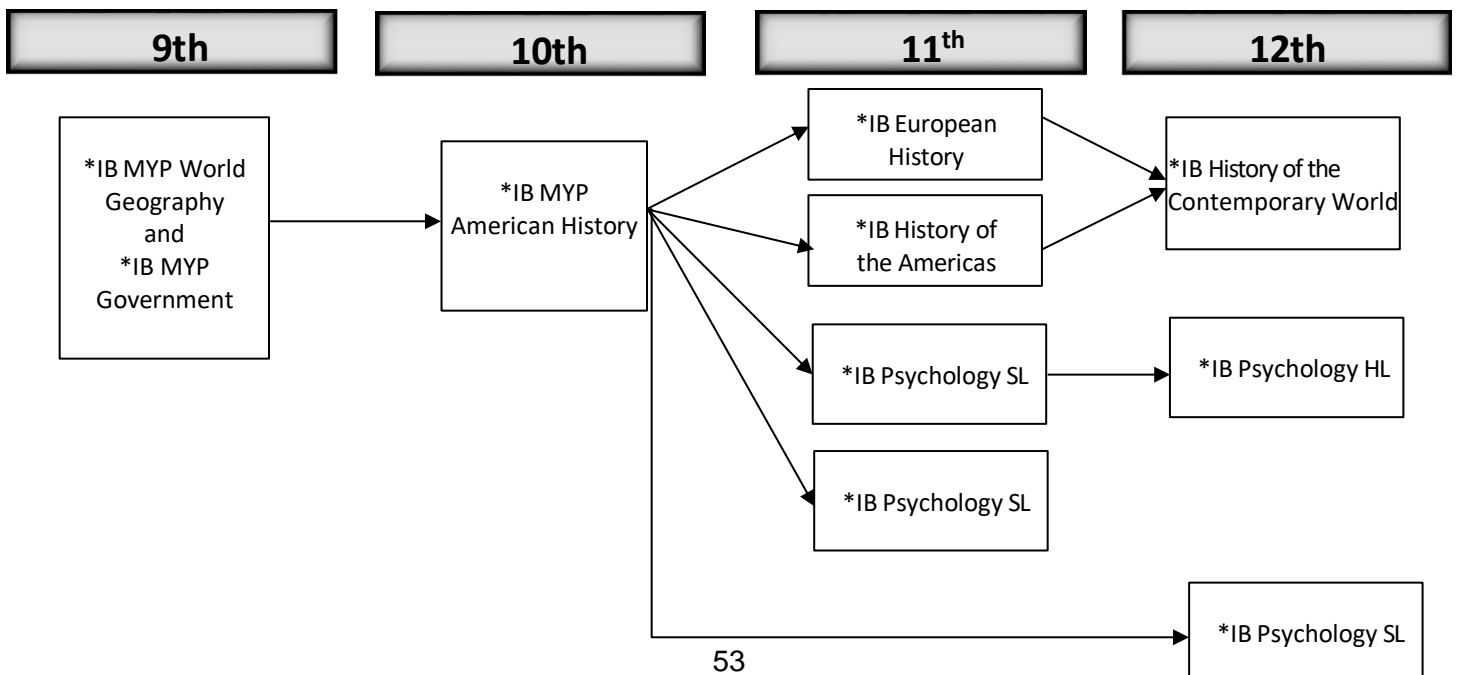 9th
10th
11th
12th
*IB MYP World
Geography
and
*IB MYP
Government
*IB MYP
American History
*IB European
History
*IB History of
the Americas
*IB Psychology SL
*IB Psychology SL
*IB History of the
Contemporary World
*IB Psychology HL
*IB Psychology SL
53